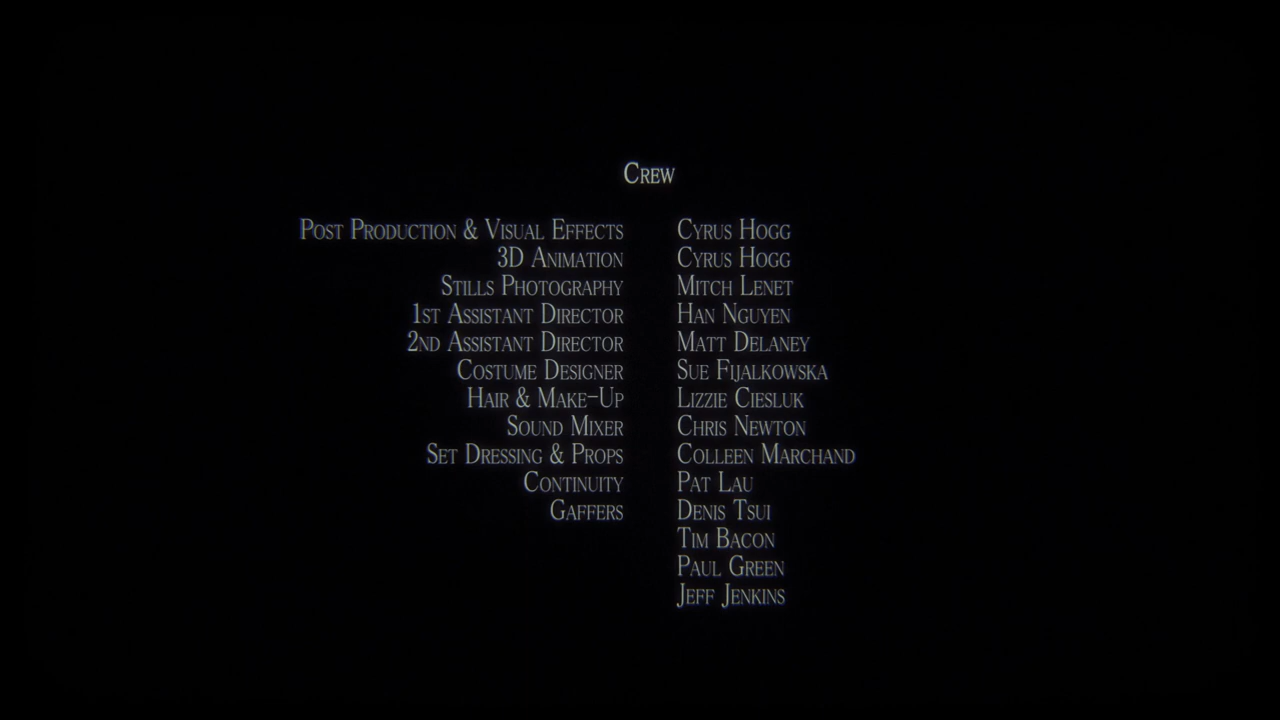 Crew
Post Production & Visual Effects Cyrus Hogg
3D Animation Cyrus Hogg
Stills Photography Mitch Lenet
1st Assistant Director Han Nguyen
2nd Assistant Director Matt Delaney
Costume Designer Sue Fijalkowska
Hair & Make-Up Lizzie Ciesluk
Sound Mixer Chris Newton
Set Dressing & Props Colleen Marchand
Continuity Pat Lau
Gaffers Denis Tsui
Tim Bacon
Paul Green
Jeff Jenkins